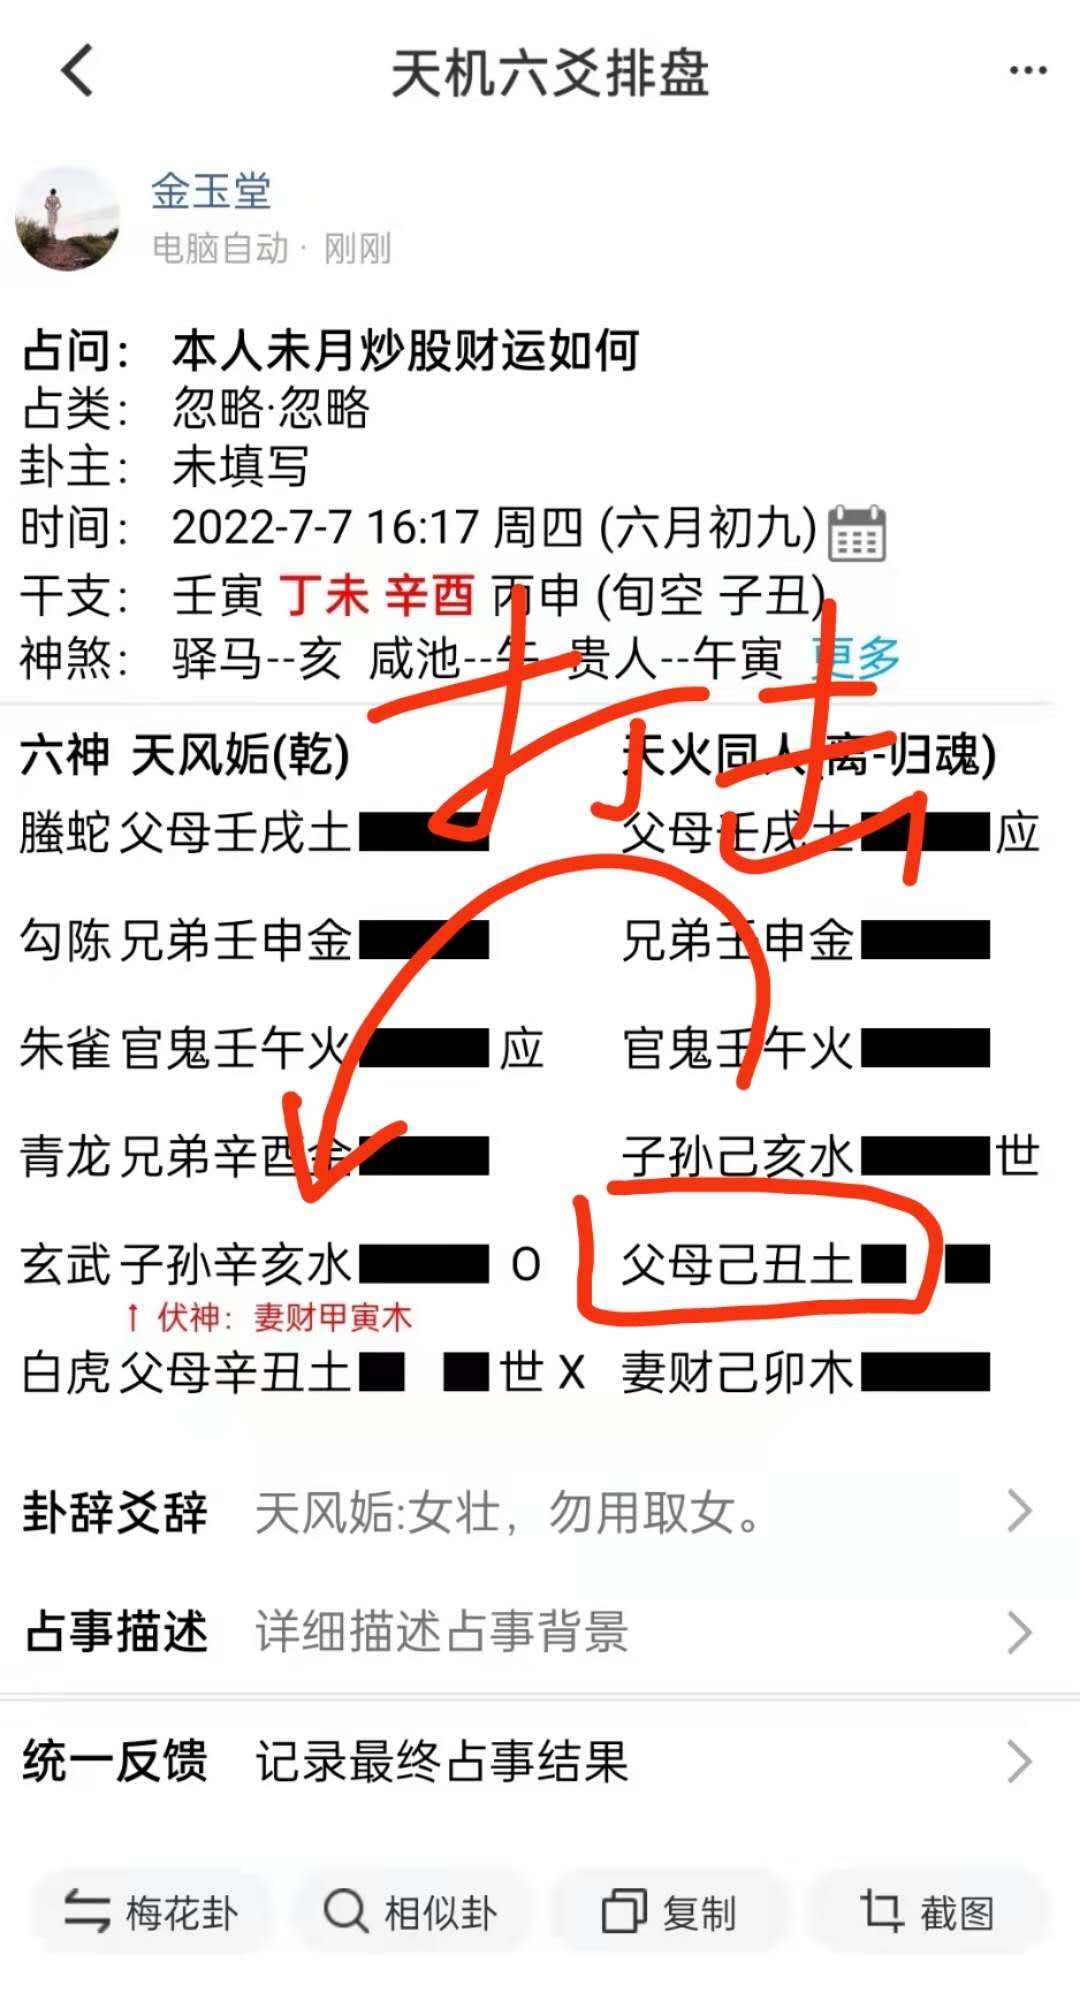 天机六爻排盘
金玉堂
电脑自动· 刚刚
占问： 本人未月炒股财运如何
占类： 忽略·忽略
卦主： 未填写
时间： 2022-7-7 16:17 周四 (六月初九)
干支： 壬寅 丁未 辛酉 丙申 (旬空 子丑)
神煞： 驿马--亥 咸池--午 贵人--午寅 更多
打击
六神 天风姤(乾) 天火同人(离-归魂)
螣蛇 父母壬戌土 父母壬戌土 应
勾陈 兄弟壬申金 兄弟壬申金
朱雀 官鬼壬午火 应 官鬼壬午火
青龙 兄弟辛酉金 子孙己亥水 世
玄武 子孙辛亥水 O 父母己丑土
↑ 伏神：妻财甲寅木
白虎 父母辛丑土 世 X 妻财己卯木
卦辞爻辞 天风姤:女壮，勿用取女。
占事描述 详细描述占事背景
统一反馈 记录最终占事结果
梅花卦 相似卦 复制 截图